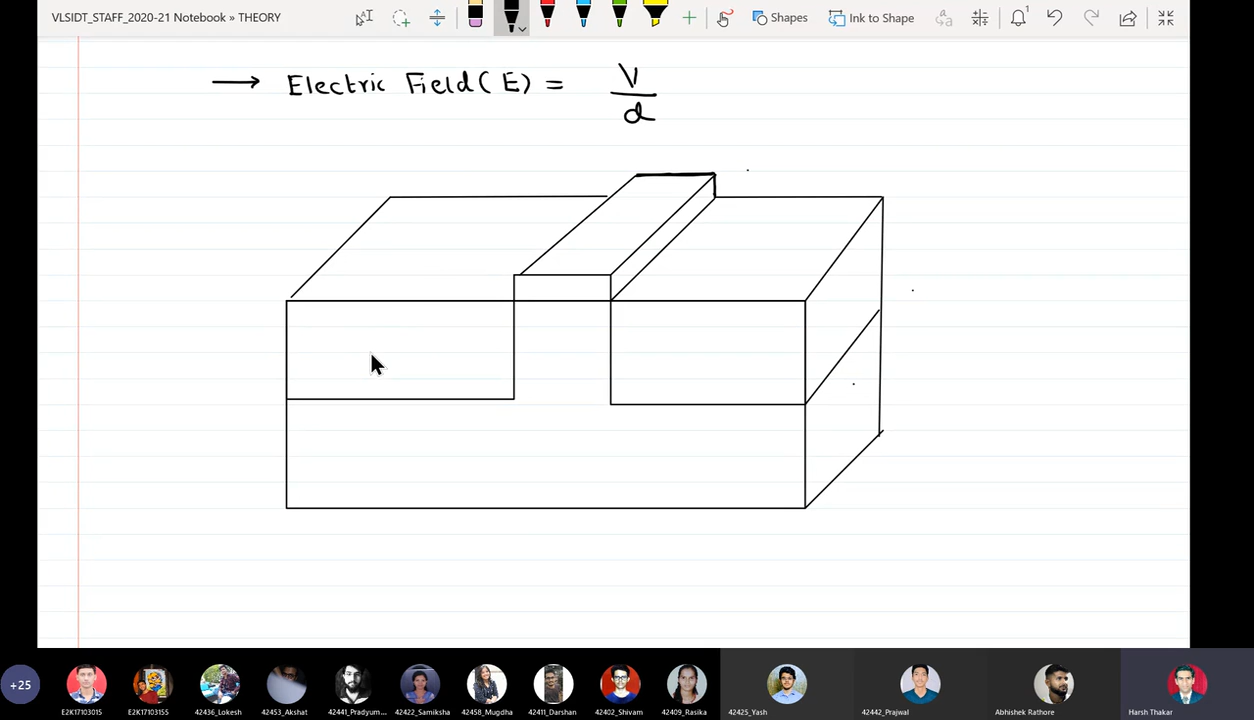 VLSIDT_STAFF_2020-21 Notebook » THEORY
Shapes
Ink to Shape
→ Electric Field (E) = V/d
+25
E2K17103015
E2K17103155
42436_Lokesh
42453_Akshat
42441_Pradyum...
42422_Samiksha
42458_Mugdha
42411_Darshan
42402_Shivam
42409_Rasika
42425_Yash
42442_Prajwal
Abhishek Rathore
Harsh Thakar